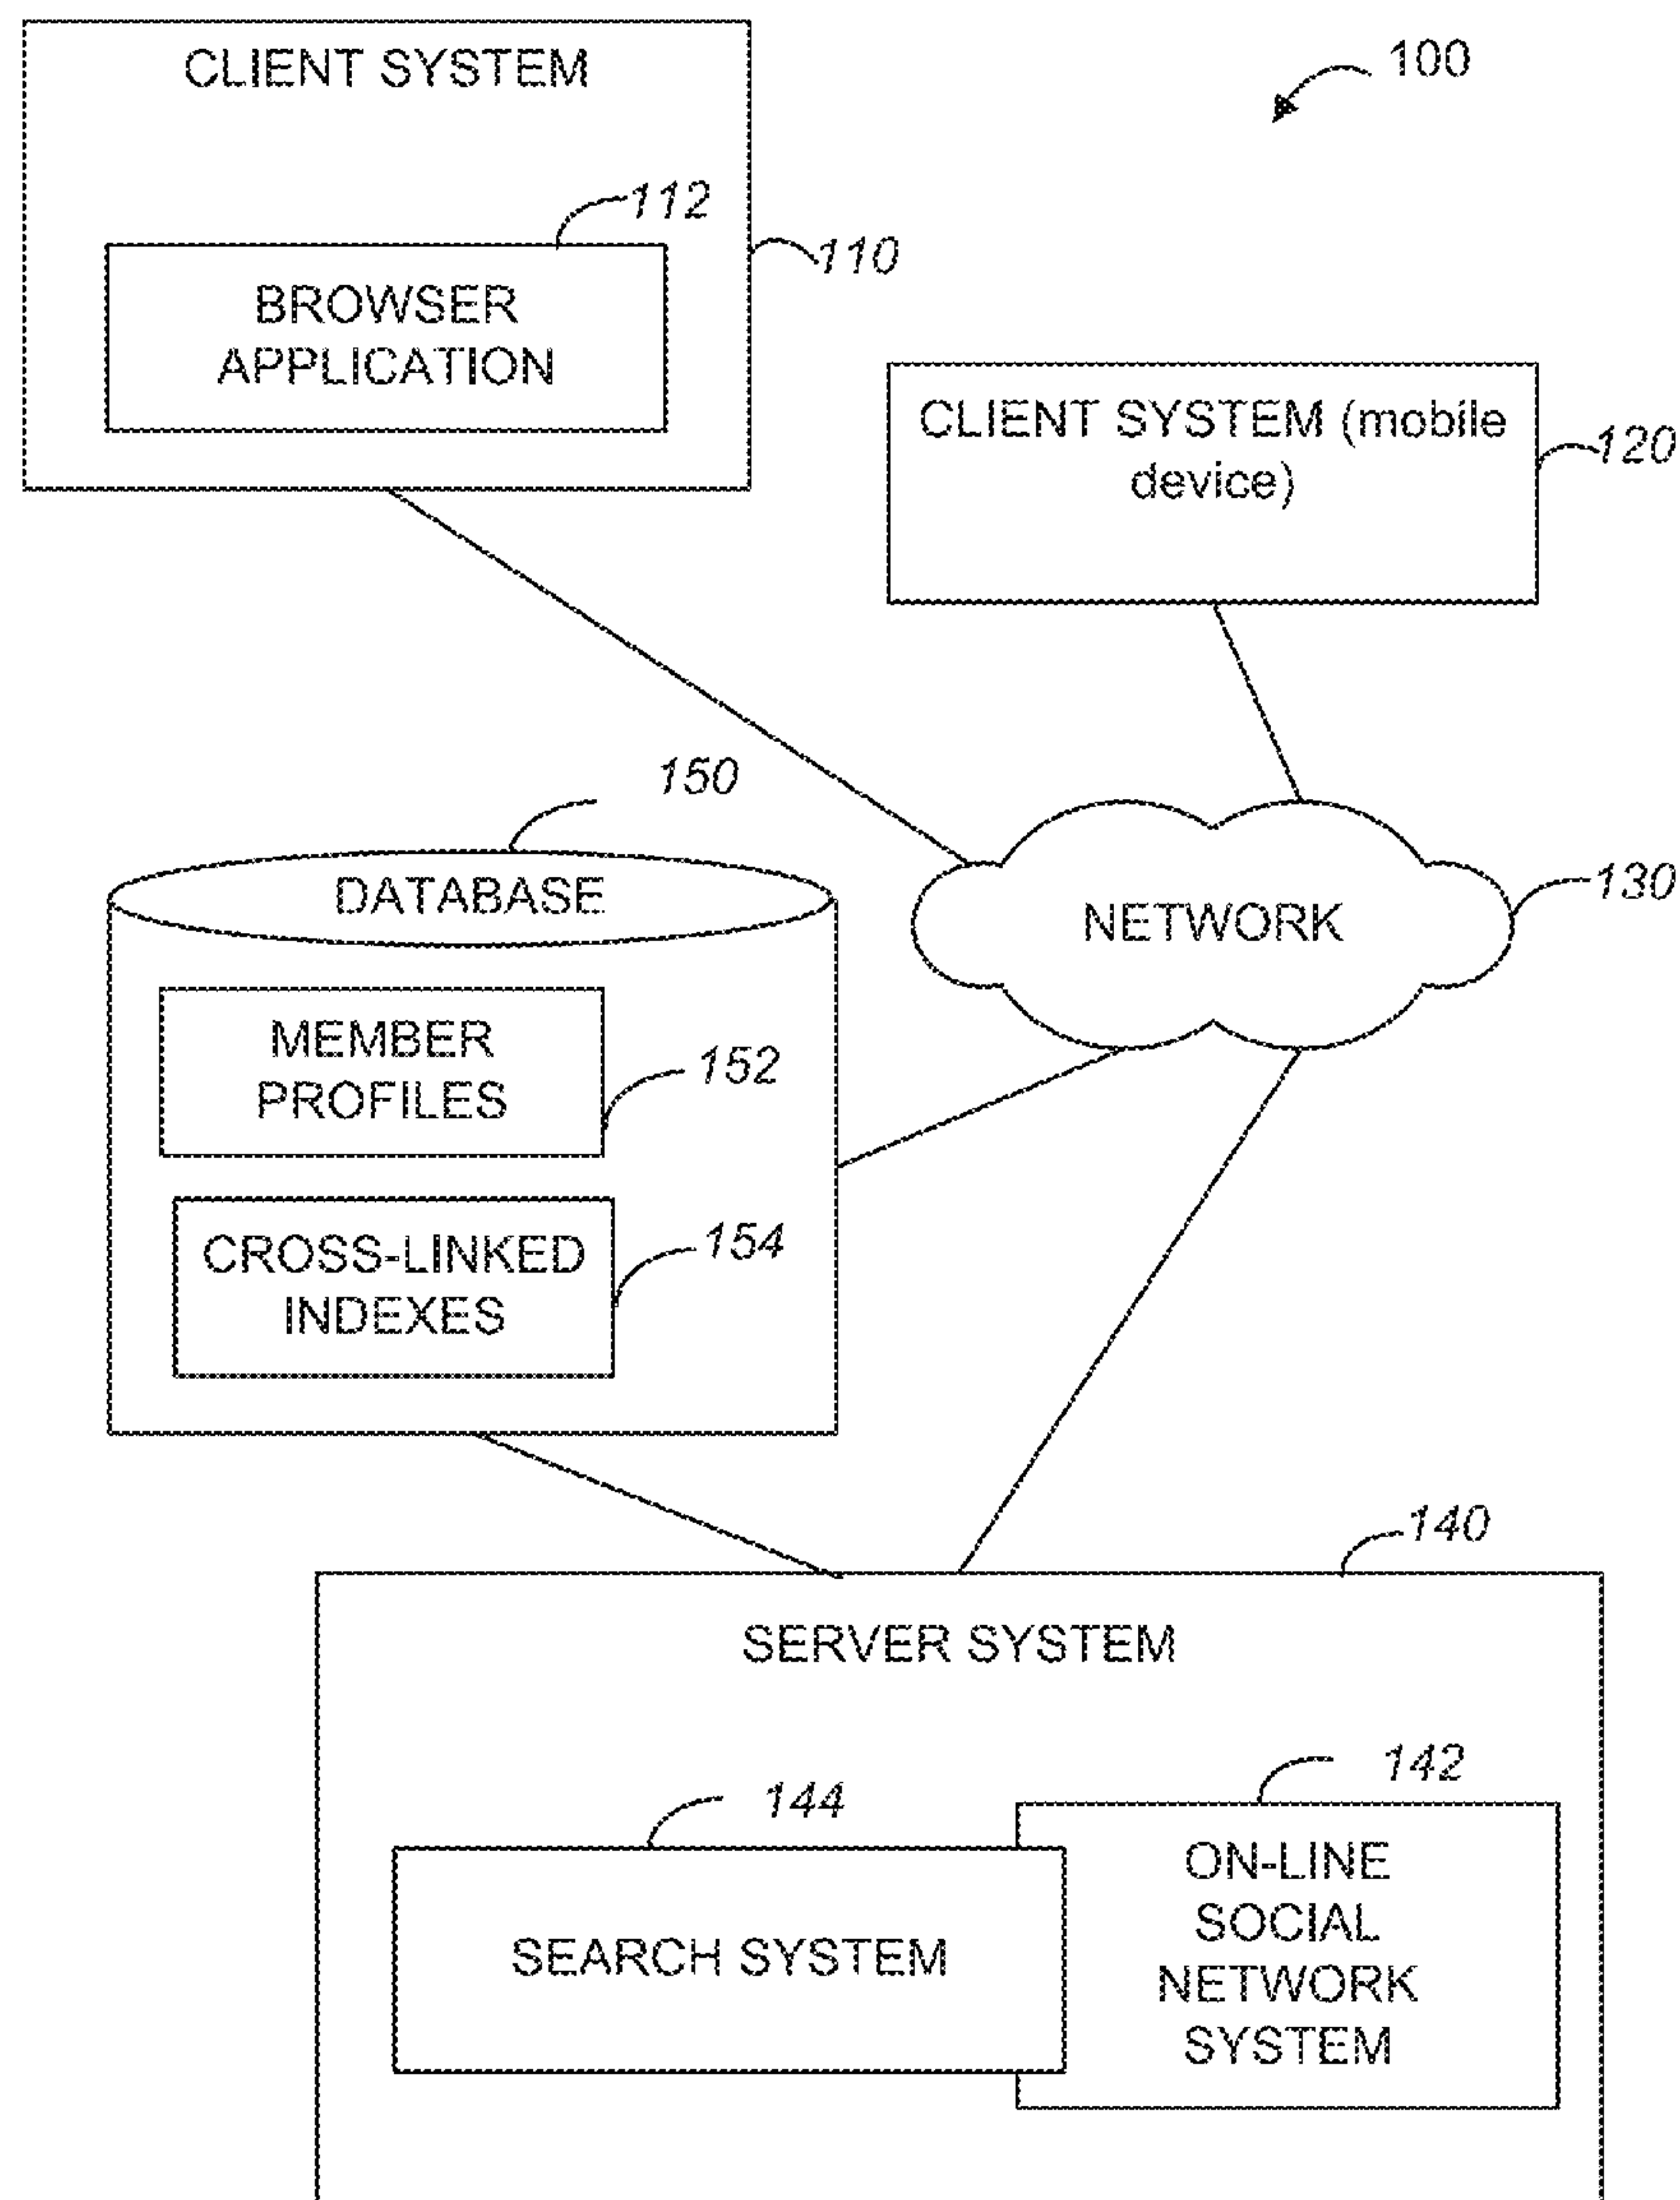 CLIENT SYSTEM
100
112
110
BROWSER
APPLICATION
CLIENT SYSTEM (mobile
device)
120
150
DATABASE
NETWORK
130
MEMBER
PROFILES
152
CROSS-LINKED
INDEXES
154
140
SERVER SYSTEM
142
144
ON-LINE
SOCIAL
NETWORK
SYSTEM
SEARCH SYSTEM